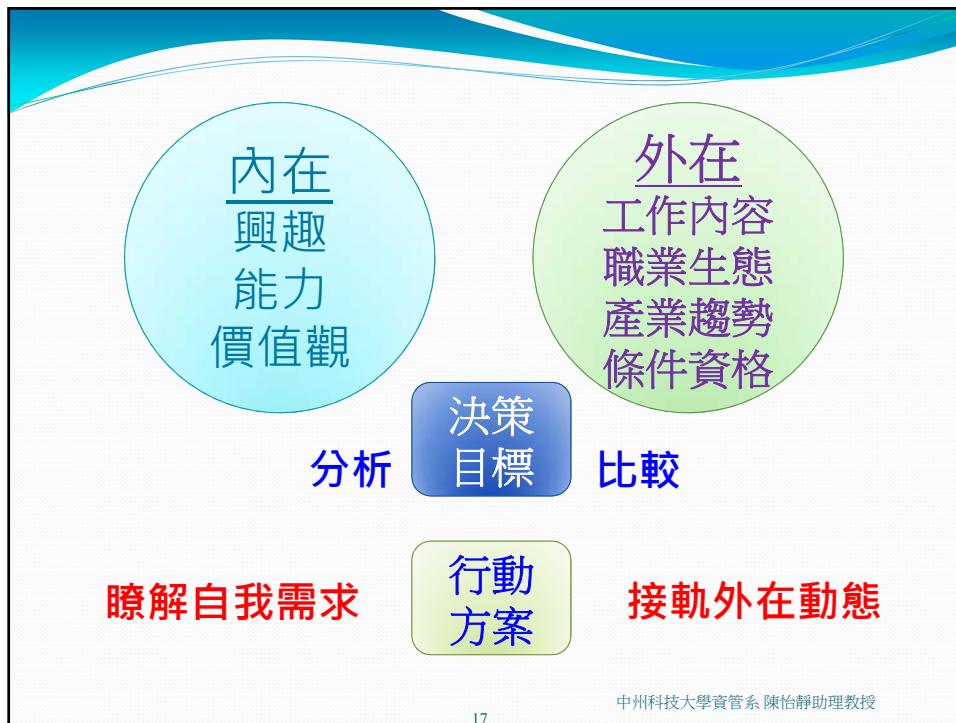 內在
興趣
能力
價值觀
外在
工作內容
職業生態
產業趨勢
條件資格
決策
目標
分析
比較
行動
方案
瞭解自我需求
接軌外在動態
中州科技大學資管系 陳怡靜助理教授
17